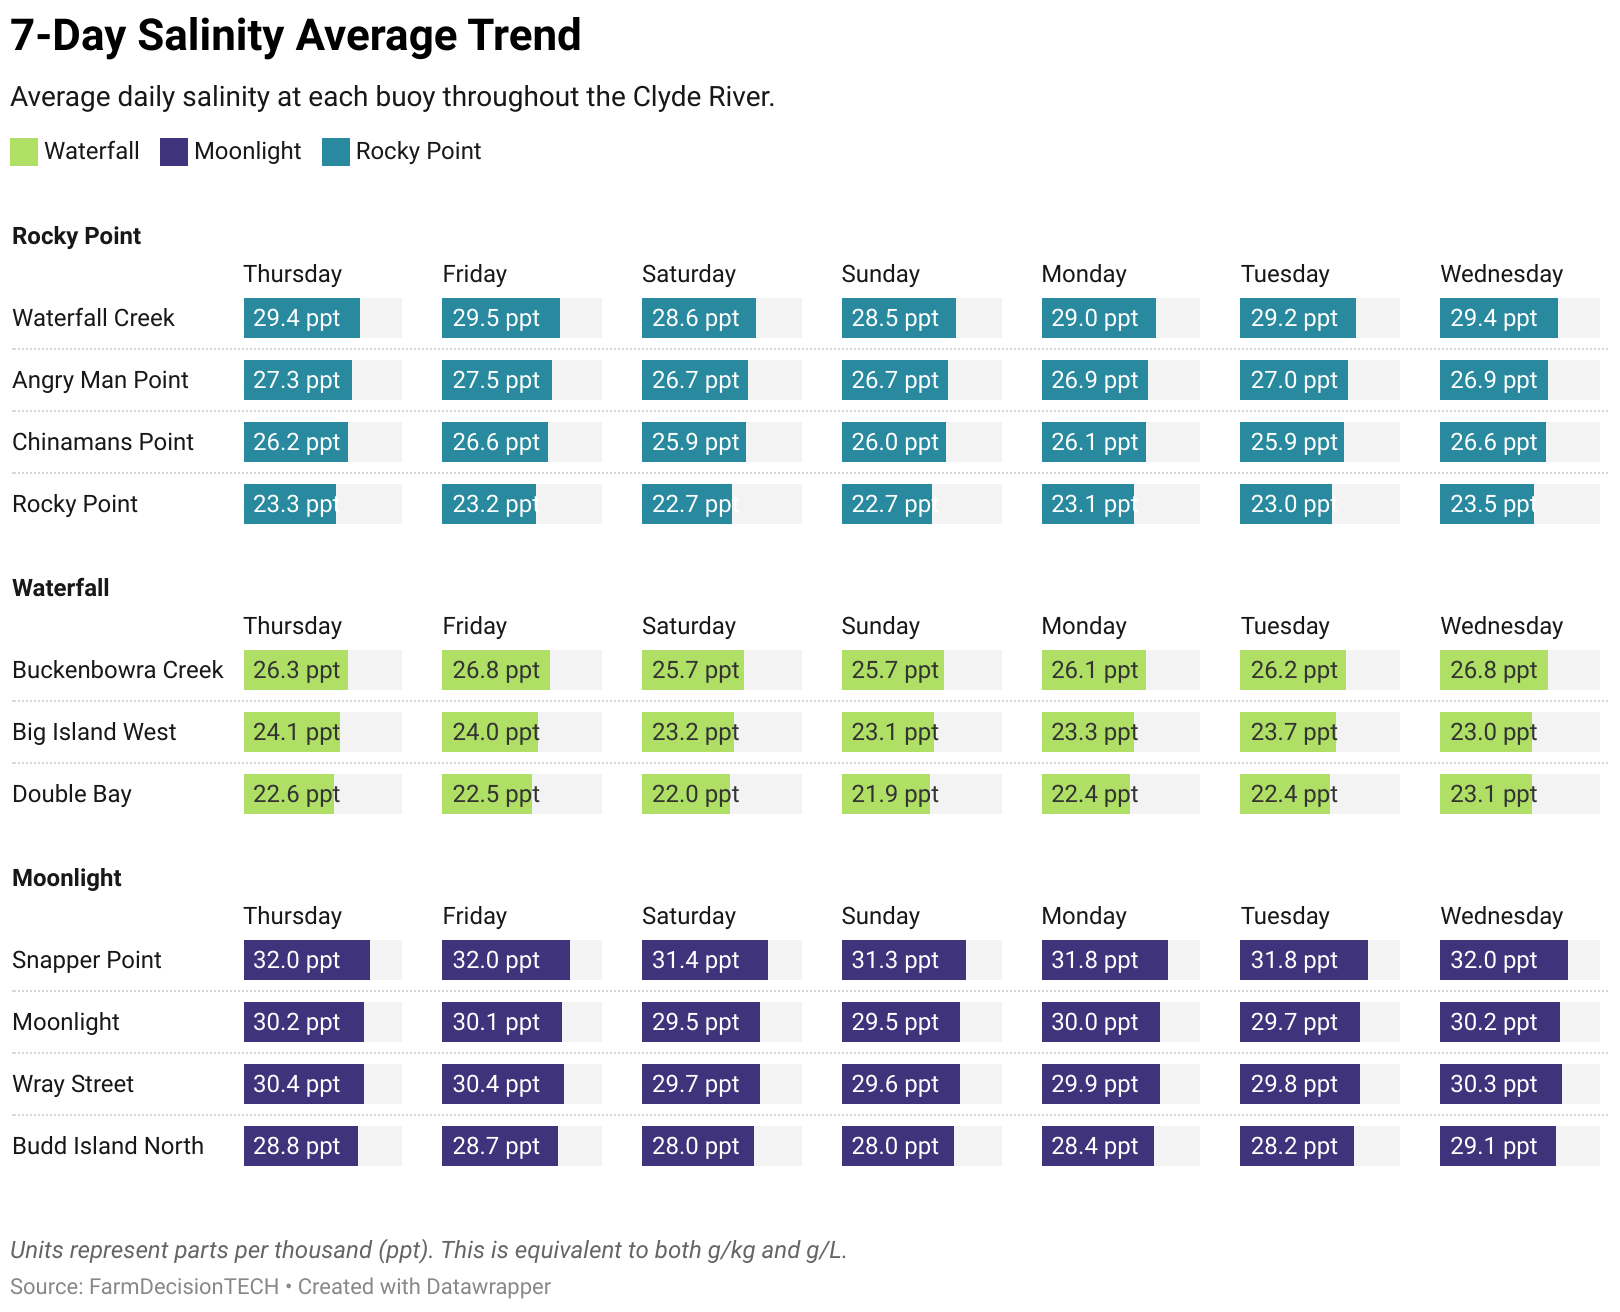 7-Day Salinity Average Trend
Average daily salinity at each buoy throughout the Clyde River.
Waterfall Moonlight Rocky Point
Rocky Point
Thursday Friday Saturday Sunday Monday Tuesday Wednesday
Waterfall Creek 29.4 ppt 29.5 ppt 28.6 ppt 28.5 ppt 29.0 ppt 29.2 ppt 29.4 ppt
Angry Man Point 27.3 ppt 27.5 ppt 26.7 ppt 26.7 ppt 26.9 ppt 27.0 ppt 26.9 ppt
Chinamans Point 26.2 ppt 26.6 ppt 25.9 ppt 26.0 ppt 26.1 ppt 25.9 ppt 26.6 ppt
Rocky Point 23.3 ppt 23.2 ppt 22.7 ppt 22.7 ppt 23.1 ppt 23.0 ppt 23.5 ppt
Waterfall
Thursday Friday Saturday Sunday Monday Tuesday Wednesday
Buckenbowra Creek 26.3 ppt 26.8 ppt 25.7 ppt 25.7 ppt 26.1 ppt 26.2 ppt 26.8 ppt
Big Island West 24.1 ppt 24.0 ppt 23.2 ppt 23.1 ppt 23.3 ppt 23.7 ppt 23.0 ppt
Double Bay 22.6 ppt 22.5 ppt 22.0 ppt 21.9 ppt 22.4 ppt 22.4 ppt 23.1 ppt
Moonlight
Thursday Friday Saturday Sunday Monday Tuesday Wednesday
Snapper Point 32.0 ppt 32.0 ppt 31.4 ppt 31.3 ppt 31.8 ppt 31.8 ppt 32.0 ppt
Moonlight 30.2 ppt 30.1 ppt 29.5 ppt 29.5 ppt 30.0 ppt 29.7 ppt 30.2 ppt
Wray Street 30.4 ppt 30.4 ppt 29.7 ppt 29.6 ppt 29.9 ppt 29.8 ppt 30.3 ppt
Budd Island North 28.8 ppt 28.7 ppt 28.0 ppt 28.0 ppt 28.4 ppt 28.2 ppt 29.1 ppt
Units represent parts per thousand (ppt). This is equivalent to both g/kg and g/L.
Source: FarmDecisionTECH • Created with Datawrapper